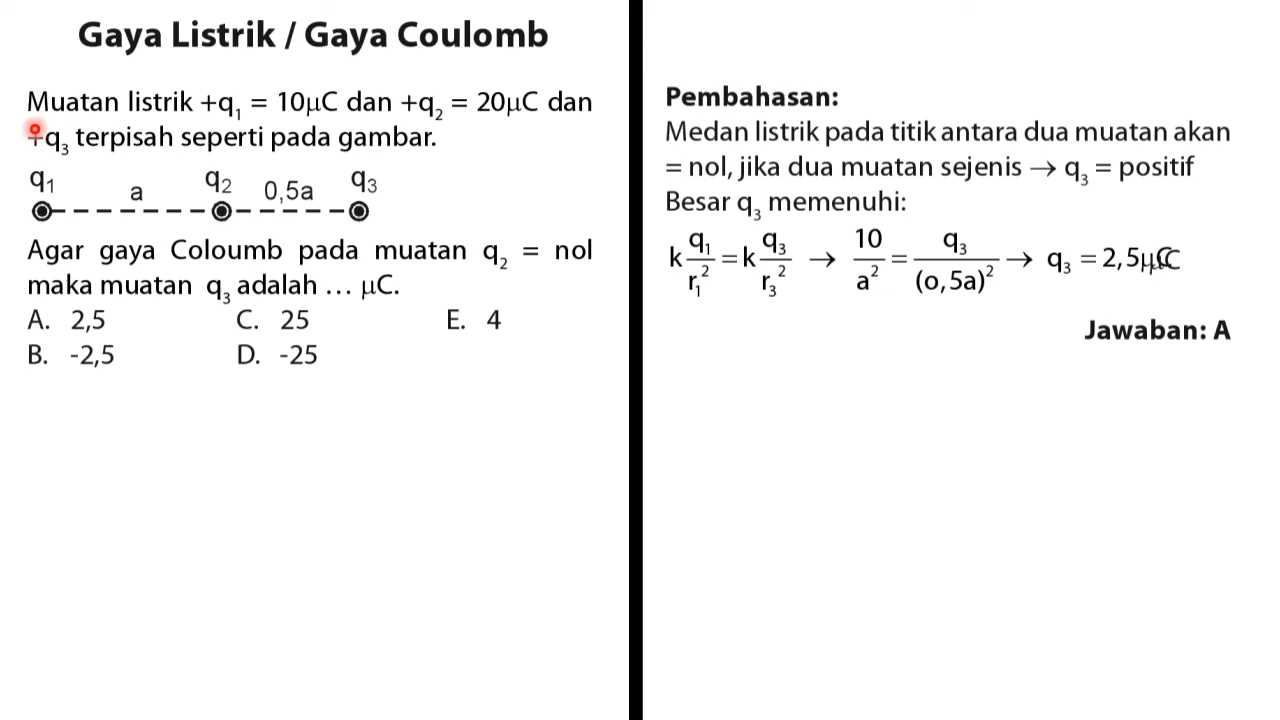 Gaya Listrik / Gaya Coulomb
Muatan listrik +q₁ = 10μC dan +q₂ = 20μC dan
+q₃ terpisah seperti pada gambar.
q₁ a q₂ 0,5a q₃
Agar gaya Coloumb pada muatan q₂ = nol
maka muatan q₃ adalah ... μC.
A. 2,5 C. 25 E. 4
B. -2,5 D. -25
Pembahasan:
Medan listrik pada titik antara dua muatan akan
= nol, jika dua muatan sejenis → q₃ = positif
Besar q₃ memenuhi:
k q₁/r₁² = k q₃/r₃² → 10/a² = q₃/(o,5a)² → q₃ = 2,5μC
Jawaban: A